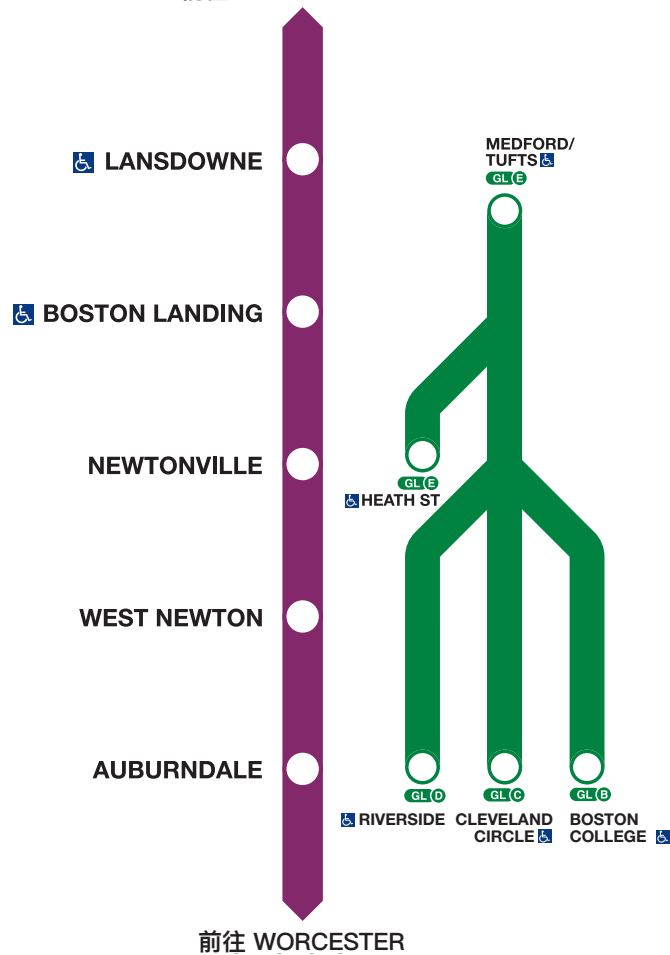 LANSDOWNE
BOSTON LANDING
NEWTONVILLE
WEST NEWTON
AUBURNDALE
前往 WORCESTER
MEDFORD/
TUFTS
GL E
GL E
HEATH ST
GL D
RIVERSIDE
GL C
CLEVELAND
CIRCLE
GL B
BOSTON
COLLEGE